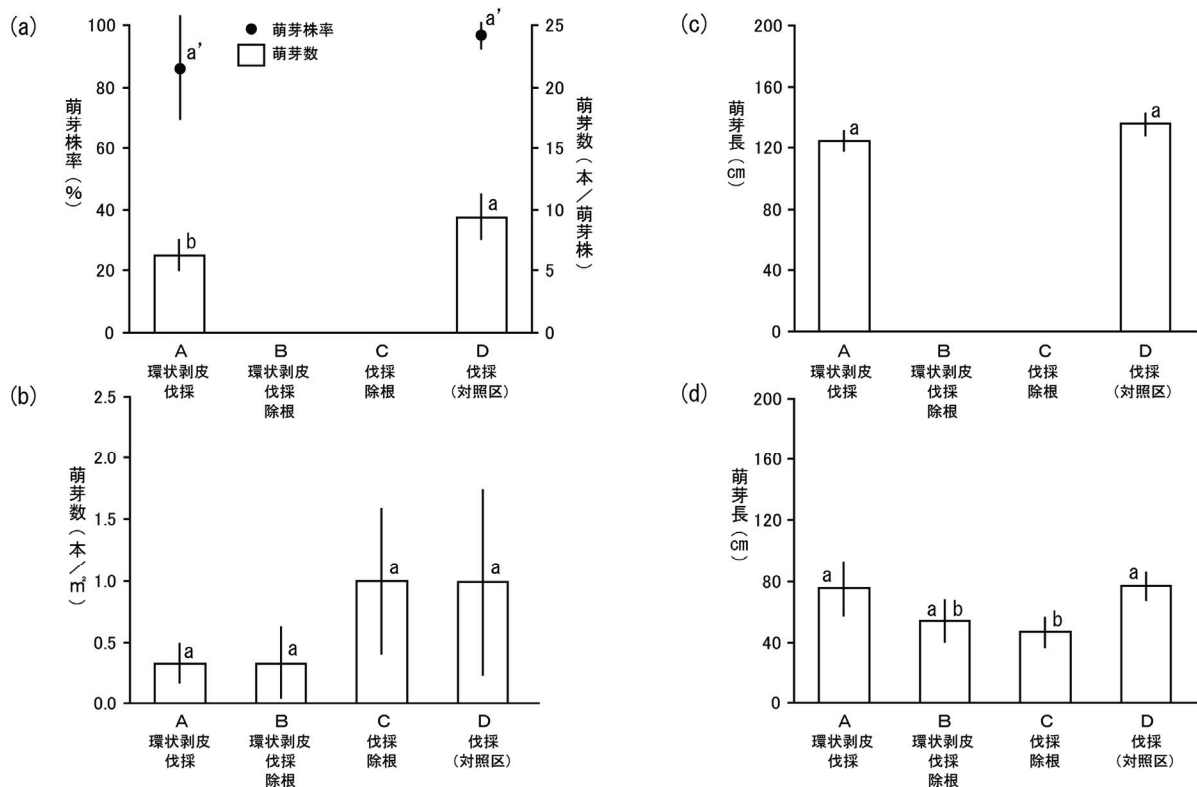 (a)
100
80
60
40
20
0
萌芽株率(%)
a'
b
● 萌芽株率
萌芽数
a'
a
25
20
15
10
5
0
萌芽数(本/萌芽株)
A
環状剥皮
伐採
B
環状剥皮
伐採
除根
C
伐採
除根
D
伐採
(対照区)
(c)
200
160
120
80
40
0
萌芽長(cm)
a
a
A
環状剥皮
伐採
B
環状剥皮
伐採
除根
C
伐採
除根
D
伐採
(対照区)
(b)
2.5
2.0
1.5
1.0
0.5
0.0
萌芽数(本/㎡)
a
a
a
a
A
環状剥皮
伐採
B
環状剥皮
伐採
除根
C
伐採
除根
D
伐採
(対照区)
(d)
200
160
120
80
40
0
萌芽長(cm)
a
a b
b
a
A
環状剥皮
伐採
B
環状剥皮
伐採
除根
C
伐採
除根
D
伐採
(対照区)